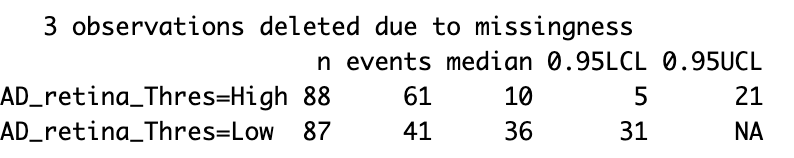 3 observations deleted due to missingness
n events median 0.95LCL 0.95UCL
AD_retina_Thres=High 88 61 10 5 21
AD_retina_Thres=Low 87 41 36 31 NA